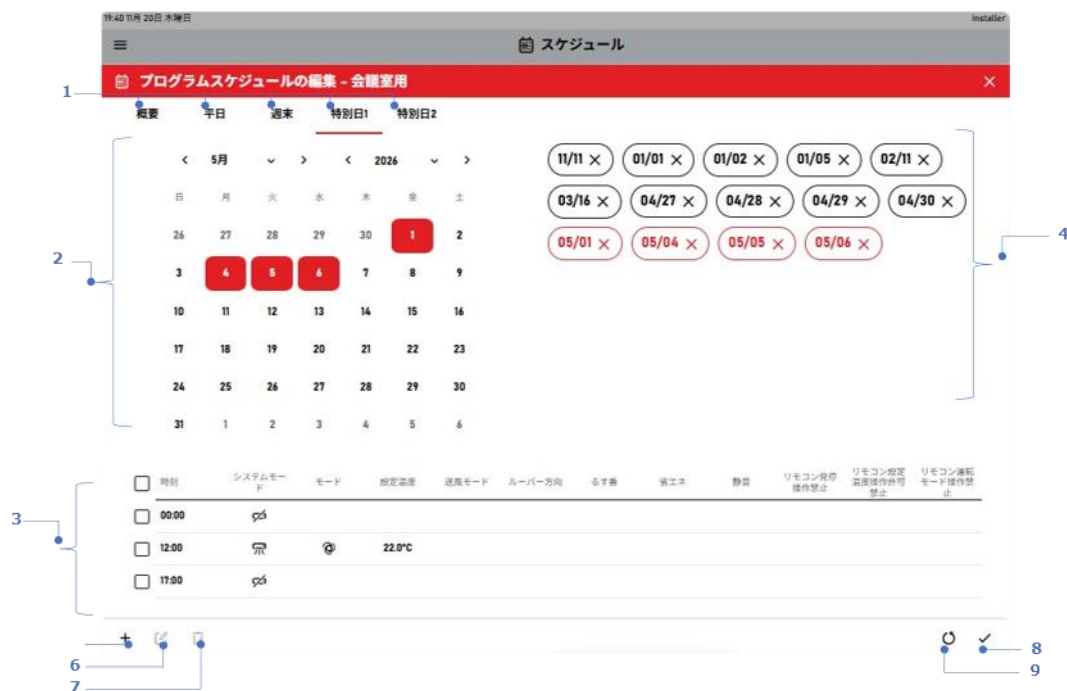 19:40 11月 20日 木曜日
Installer
スケジュール
プログラムスケジュールの編集 - 会議室用
1
概要 平日 週末 特別日1 特別日2
5月 2026
11/11 01/01 01/02 01/05 02/11
日 月 火 水 木 金 土
03/16 04/27 04/28 04/29 04/30
26 27 28 29 30 1 2
05/01 05/04 05/05 05/06
4
2
3 4 5 6 7 8 9
10 11 12 13 14 15 16
17 18 19 20 21 22 23
24 25 26 27 28 29 30
31 1 2 3 4 5 6
時刻 システムモード モード 設定温度 送風モード ルーバー方向 るす番 省エネ 静音 リモコン発停操作禁止 リモコン設定温度操作許可禁止 リモコン運転モード操作禁止
3
00:00
12:00 22.0°C
17:00
6
7
8
9